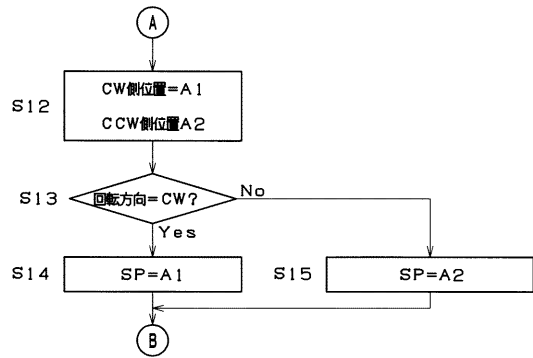 A
S12
CW側位置=A1
CCW側位置A2
S13
回転方向=CW?
No
Yes
S14
SP=A1
S15
SP=A2
B